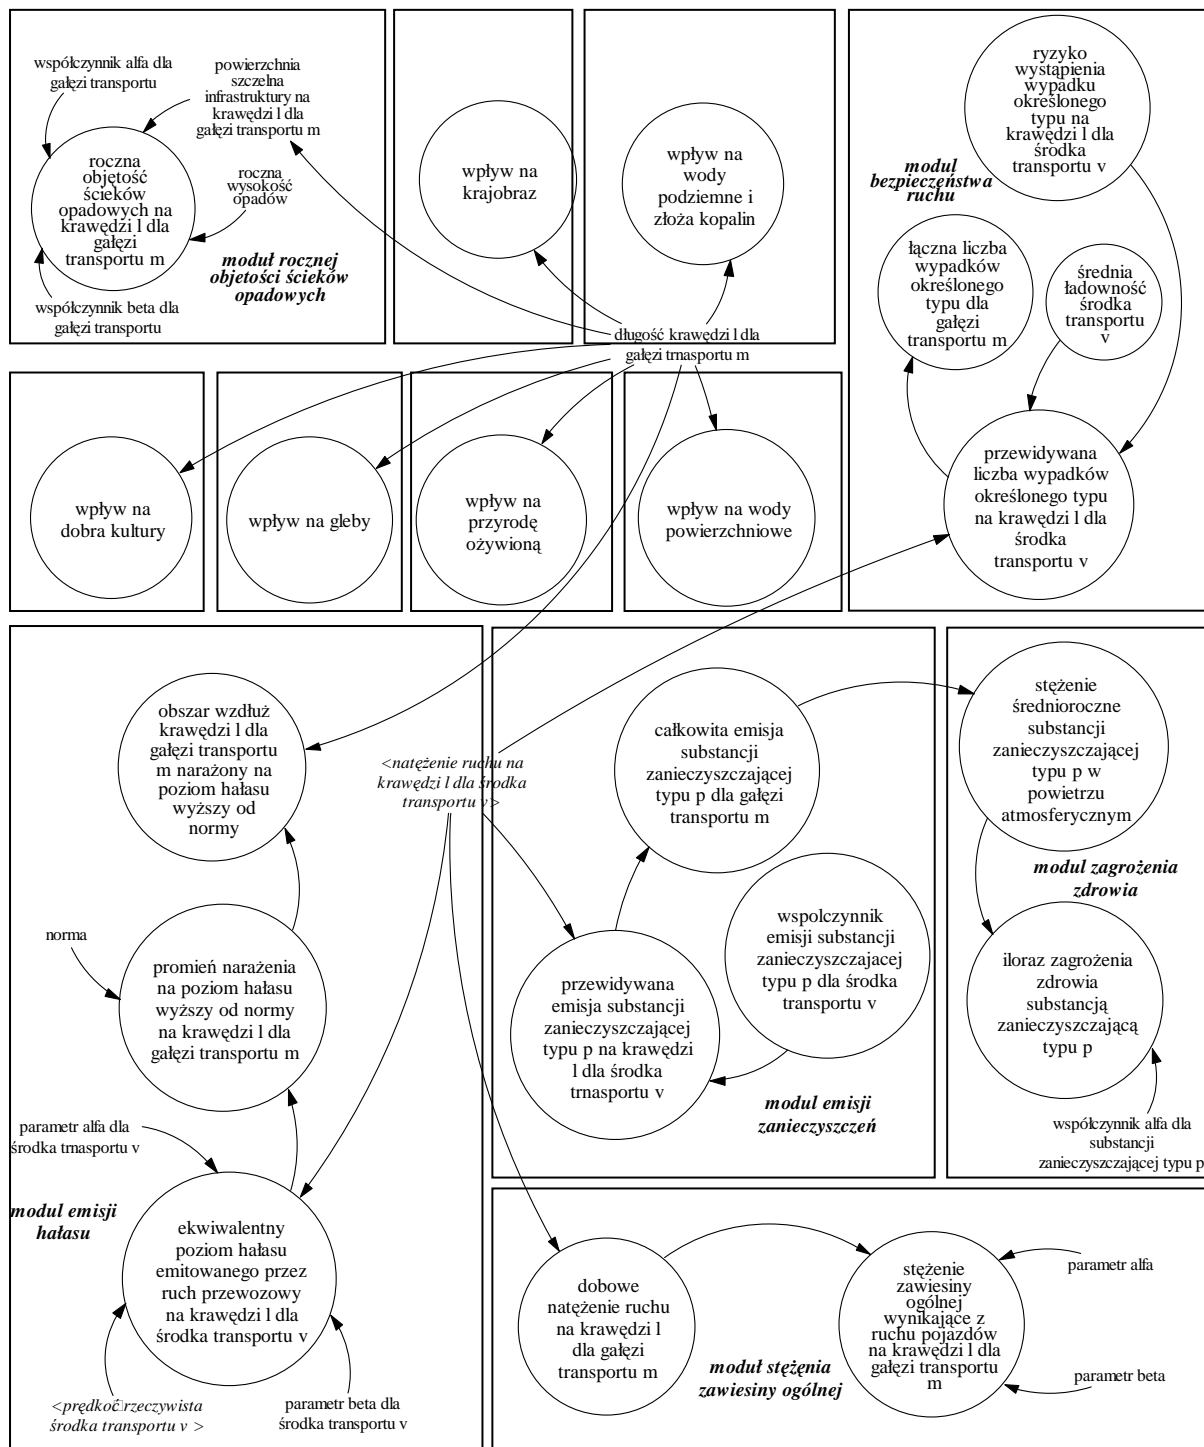 współczynnik alfa dla
gałęzi transportu
powierzchnia
szczelna
infrastruktury na
krawędzi l dla
gałęzi transportu m
roczna
objętość
ścieków
opadowych na
krawędzi l dla
gałęzi
transportu m
roczna
wysokość
opadów
moduł rocznej
objetości ścieków
opadowych
współczynnik beta dla
gałęzi transportu
wpływ na
krajobraz
wpływ na
wody
podziemne i
złoża kopalin
ryzyko
wystąpienia
wypadku
określonego
typu na
krawędzi l dla
środka
transportu v
modul
bezpieczeństwa
ruchu
łączna liczba
wypadków
określonego
typu dla
gałęzi
transportu m
średnia
ładowność
środka
transportu
v
przewidywana
liczba wypadków
określonego typu
na krawędzi l dla
środka
transportu v
długość krawędzi l dla
gałęzi trnasportu m
wpływ na
dobra kultury
wpływ na gleby
wpływ na
przyrodę
ożywioną
wpływ na wody
powierzchniowe
obszar wzdłuż
krawędzi l dla
gałęzi transportu
m narażony na
poziom hałasu
wyższy od
normy
<natężenie ruchu na
krawędzi l dla środka
transportu v>
norma
promień narażenia
na poziom hałasu
wyższy od normy
na krawędzi l dla
gałęzi transportu m
parametr alfa dla
środka trnasportu v
modul emisji
hałasu
ekwiwalentny
poziom hałasu
emitowanego przez
ruch przewozowy
na krawędzi l dla
środka transportu v
<prędkoć rzeczywista
środka transportu v >
parametr beta dla
środka transportu v
całkowita emisja
substancji
zanieczyszczającej
typu p dla gałęzi
transportu m
wspolczynnik
emisji substancji
zanieczyszczajacej
typu p dla środka
transportu v
przewidywana
emisja substancji
zanieczyszczającej
typu p na krawędzi
l dla środka
trnasportu v
modul emisji
zanieczyszczeń
stężenie
średnioroczne
substancji
zanieczyszczającej
typu p w
powietrzu
atmosferycznym
modul zagrożenia
zdrowia
iloraz zagrożenia
zdrowia
substancją
zanieczyszczającą
typu p
współczynnik alfa dla
substancji
zanieczyszczającej typu p
dobowe
natężenie ruchu
na krawędzi l
dla gałęzi
transportu m
moduł stężenia
zawiesiny ogólnej
stężenie
zawiesiny
ogólnej
wynikające z
ruchu pojazdów
na krawędzi l dla
gałęzi transportu
m
parametr alfa
parametr beta